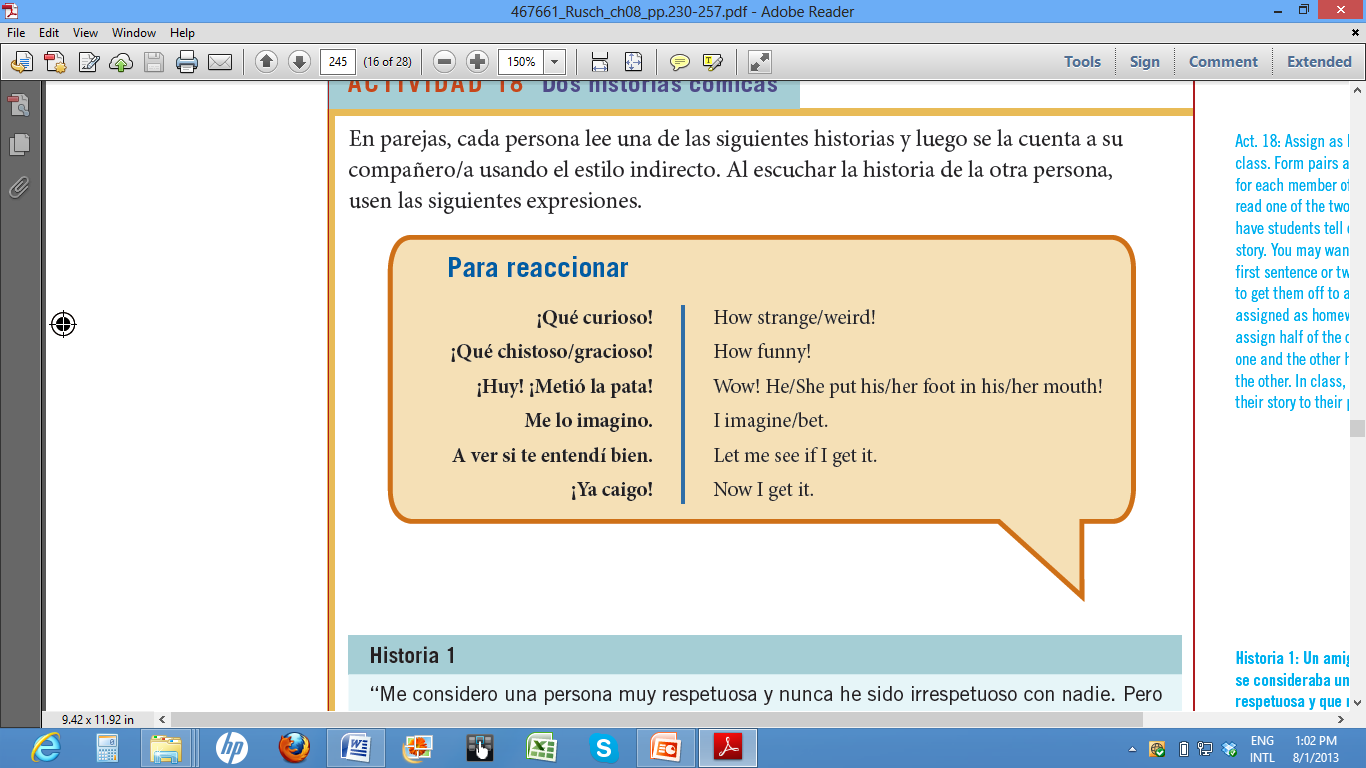 467661_Rusch_ch08_pp.230-257.pdf - Adobe Reader
File Edit View Window Help
245 (16 of 28) 150% Tools Sign Comment Extended
ACTIVIDAD 18 Dos historias cómicas
En parejas, cada persona lee una de las siguientes historias y luego se la cuenta a su
compañero/a usando el estilo indirecto. Al escuchar la historia de la otra persona,
usen las siguientes expresiones.
Para reaccionar
¡Qué curioso! How strange/weird!
¡Qué chistoso/gracioso! How funny!
¡Huy! ¡Metió la pata! Wow! He/She put his/her foot in his/her mouth!
Me lo imagino. I imagine/bet.
A ver si te entendí bien. Let me see if I get it.
¡Ya caigo! Now I get it.
Historia 1
“Me considero una persona muy respetuosa y nunca he sido irrespetuoso con nadie. Pero
Act. 18: Assign as
class. Form pairs a
for each member of
read one of the two
have students tell
story. You may wan
first sentence or tw
to get them off to a
assigned as homew
assign half of the
one and the other
the other. In class,
their story to their
Historia 1: Un amig
se consideraba un
respetuosa y que
9.42 x 11.92 in
hp
ENG 1:02 PM
INTL 8/1/2013